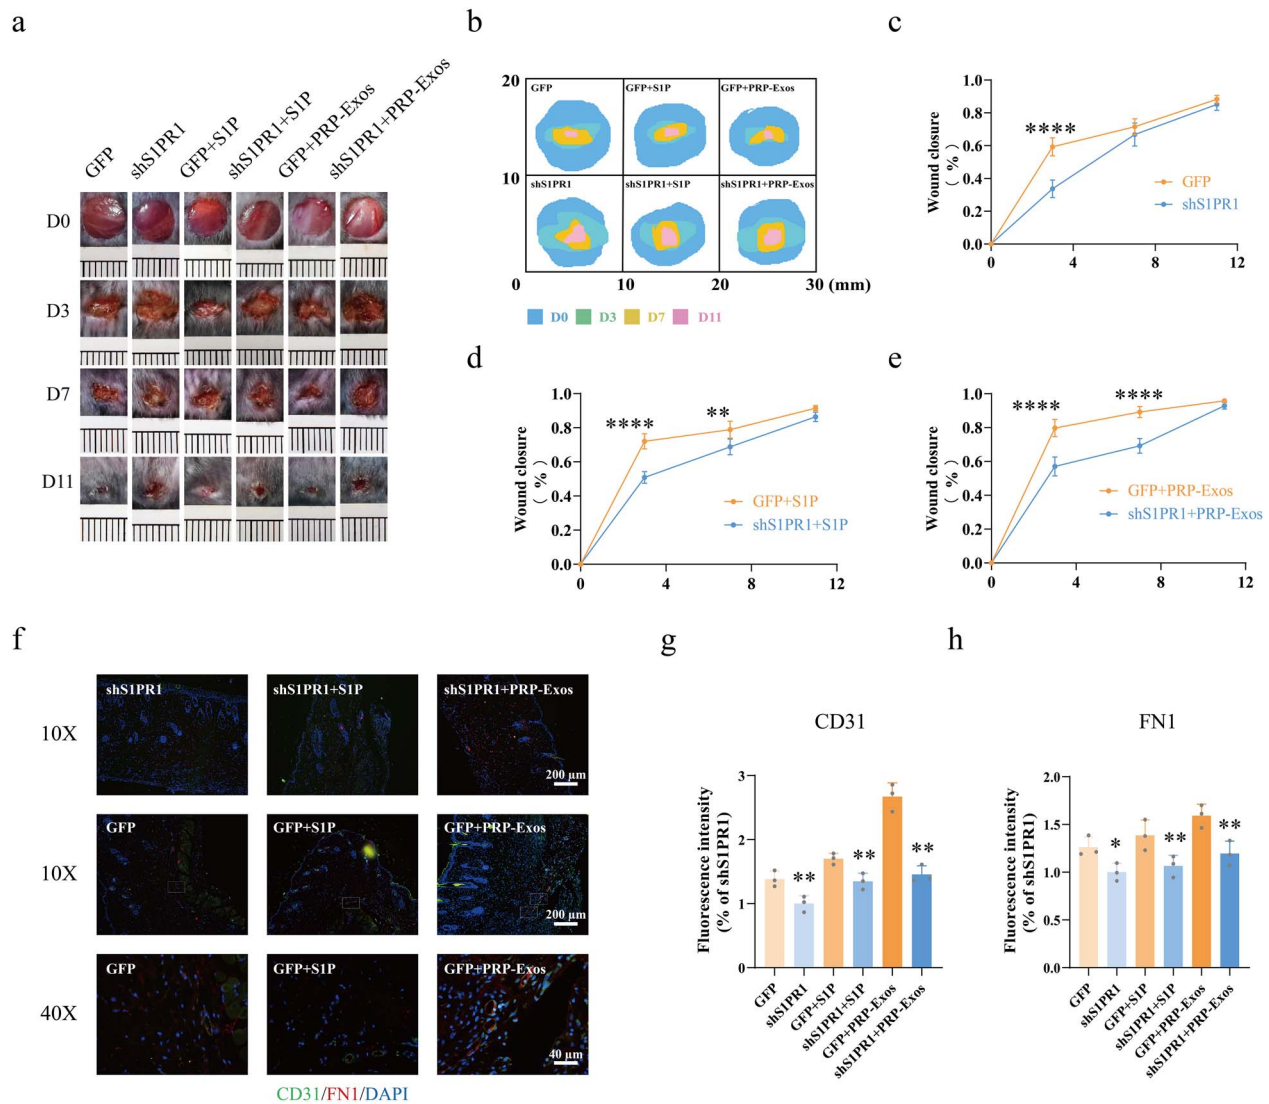 a
GFP
shS1PR1
GFP+S1P
shS1PR1+S1P
GFP+PRP-Exos
shS1PR1+PRP-Exos
D0
D3
D7
D11
b
20
10
0 10 20 30 (mm)
GFP GFP+S1P GFP+PRP-Exos
shS1PR1 shS1PR1+S1P shS1PR1+PRP-Exos
D0 D3 D7 D11
c
Wound closure
( % )
1.0
0.8
0.6
0.4
0.2
0.0
0 4 8 12
****
GFP
shS1PR1
d
Wound closure
( % )
1.0
0.8
0.6
0.4
0.2
0.0
0 4 8 12
**** **
GFP+S1P
shS1PR1+S1P
e
Wound closure
( % )
1.0
0.8
0.6
0.4
0.2
0.0
0 4 8 12
**** ****
GFP+PRP-Exos
shS1PR1+PRP-Exos
f
10X
shS1PR1 shS1PR1+S1P shS1PR1+PRP-Exos
200 μm
10X
GFP GFP+S1P GFP+PRP-Exos
200 μm
40X
GFP GFP+S1P GFP+PRP-Exos
40 μm
CD31/FN1/DAPI
g
CD31
Fluorescence intensity
(% of shS1PR1)
3
2
1
0
** ** **
GFP
shS1PR1
GFP+S1P
shS1PR1+S1P
GFP+PRP-Exos
shS1PR1+PRP-Exos
h
FN1
Fluorescence intensity
(% of shS1PR1)
2.0
1.5
1.0
0.5
0.0
* ** **
GFP
shS1PR1
GFP+S1P
shS1PR1+S1P
GFP+PRP-Exos
shS1PR1+PRP-Exos